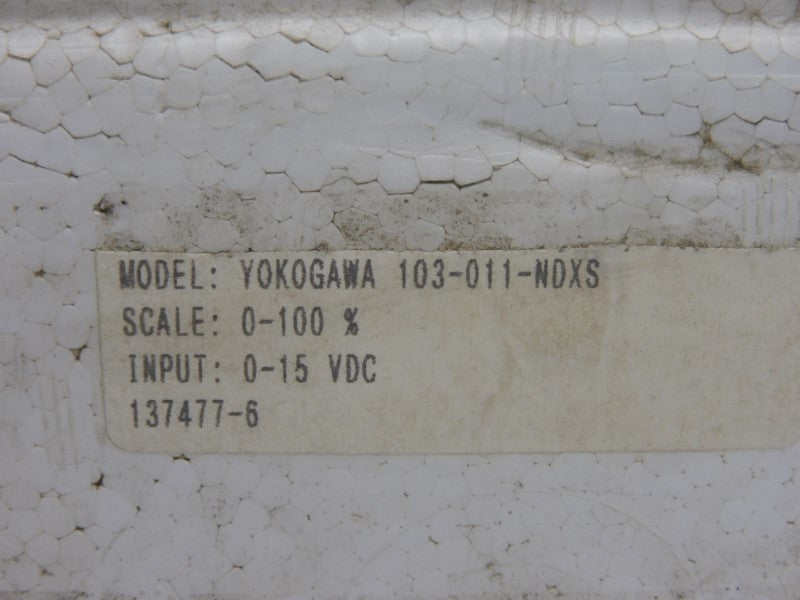 MODEL: YOKOGAWA 103-011-NDXS
SCALE: 0-100 %
INPUT: 0-15 VDC
137477-6